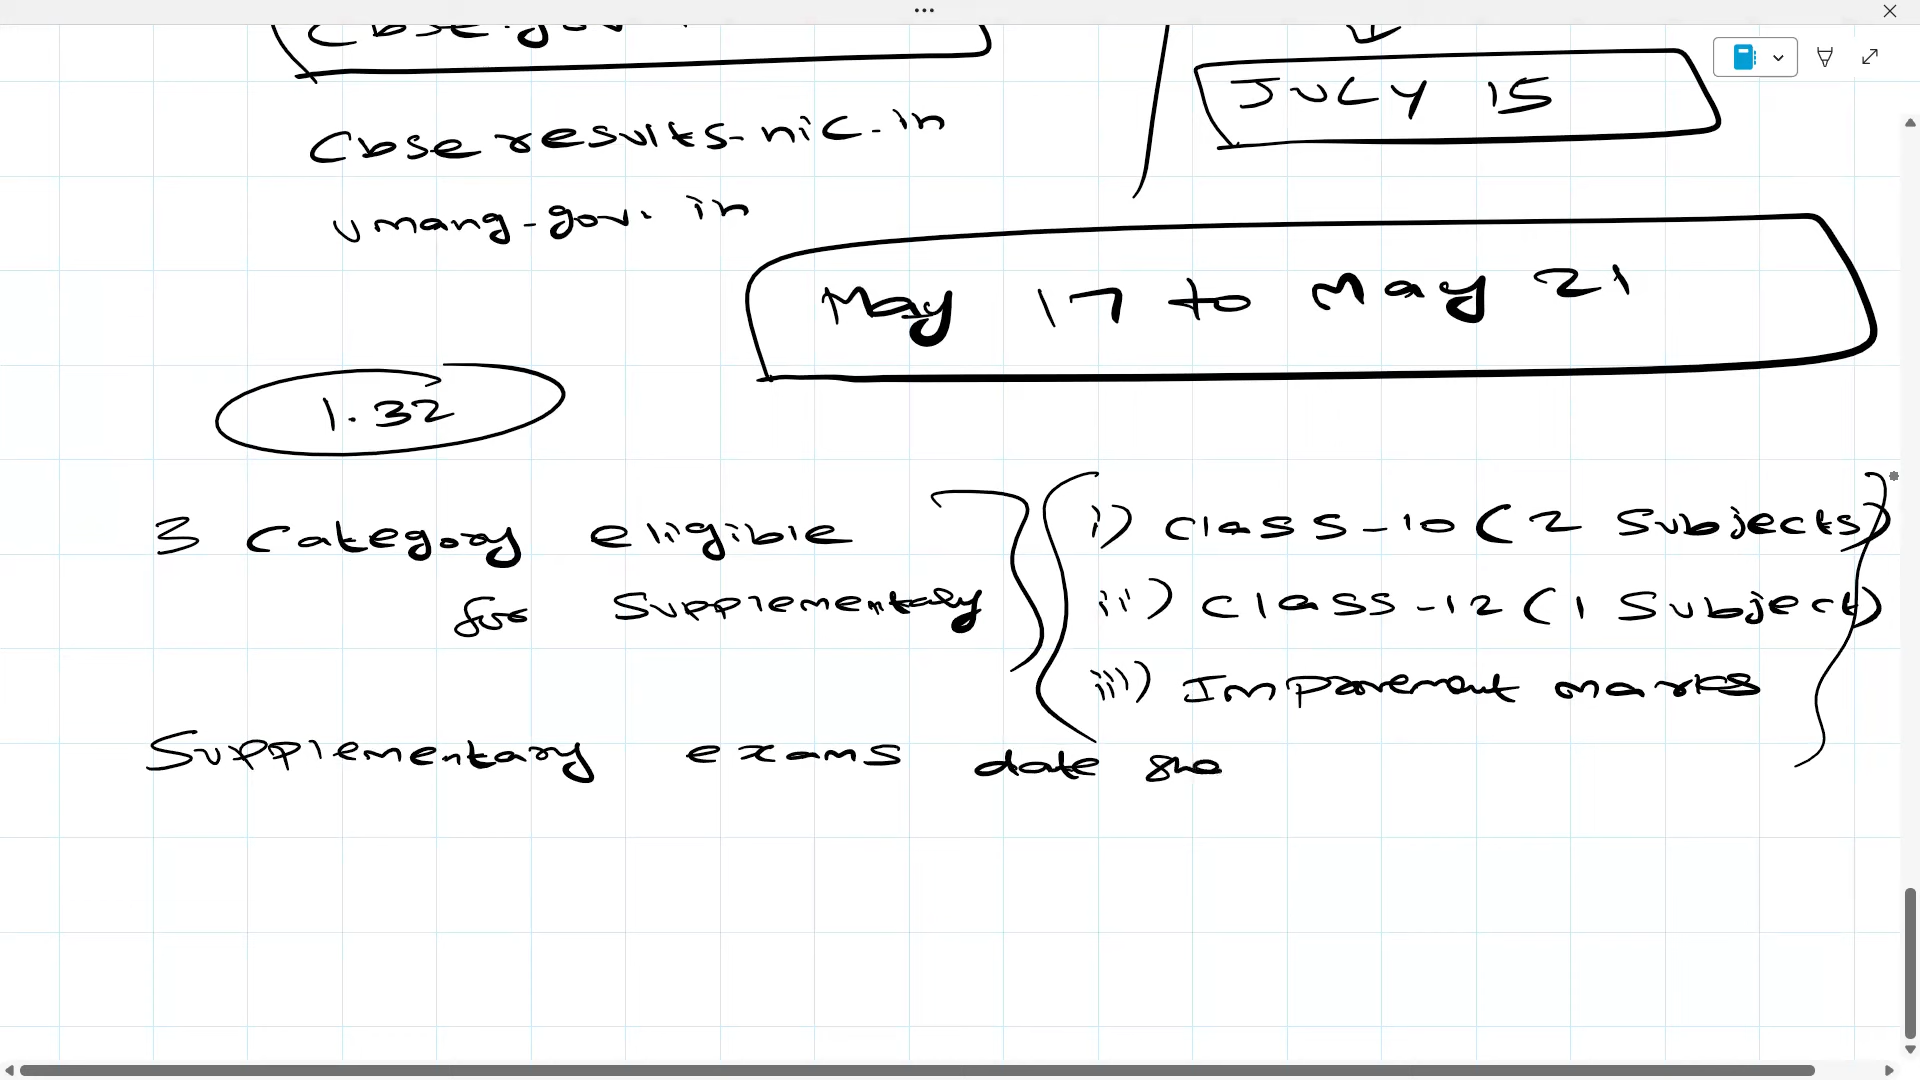 JULY 15
Cbseresults.nic.in
umang.gov.in
May 17 to May 21
1.32
3 Category eligible
for Supplementary
i) Class-10 (2 Subjects)
ii) Class-12 (1 Subject)
iii) Improvement marks
Supplementary exams date